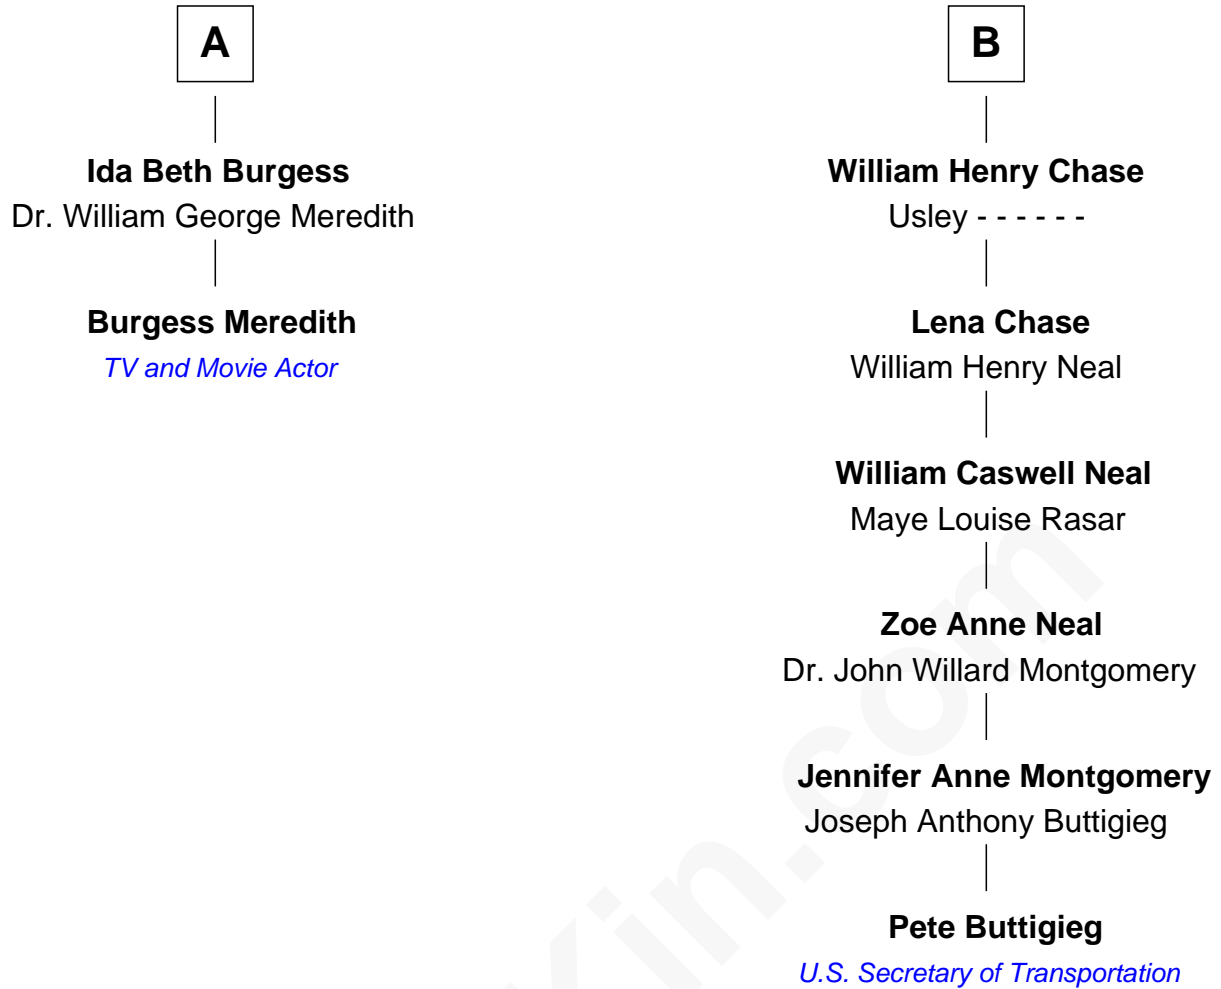 A
B
Ida Beth Burgess
Dr. William George Meredith
Burgess Meredith
TV and Movie Actor
William Henry Chase
Usley - - - - - -
Lena Chase
William Henry Neal
William Caswell Neal
Maye Louise Rasar
Zoe Anne Neal
Dr. John Willard Montgomery
Jennifer Anne Montgomery
Joseph Anthony Buttigieg
Pete Buttigieg
U.S. Secretary of Transportation
Kin.com